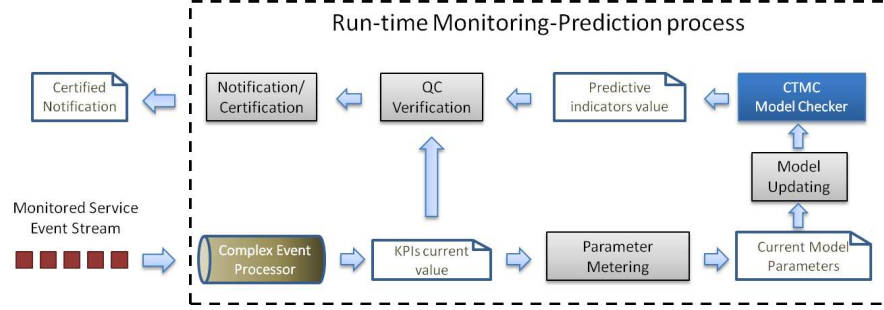 Run-time Monitoring-Prediction process
Certified
Notification
Notification/
Certification
QC
Verification
Predictive
indicators value
CTMC
Model Checker
Model
Updating
Monitored Service
Event Stream
Complex Event
Processor
KPIs current
value
Parameter
Metering
Current Model
Parameters